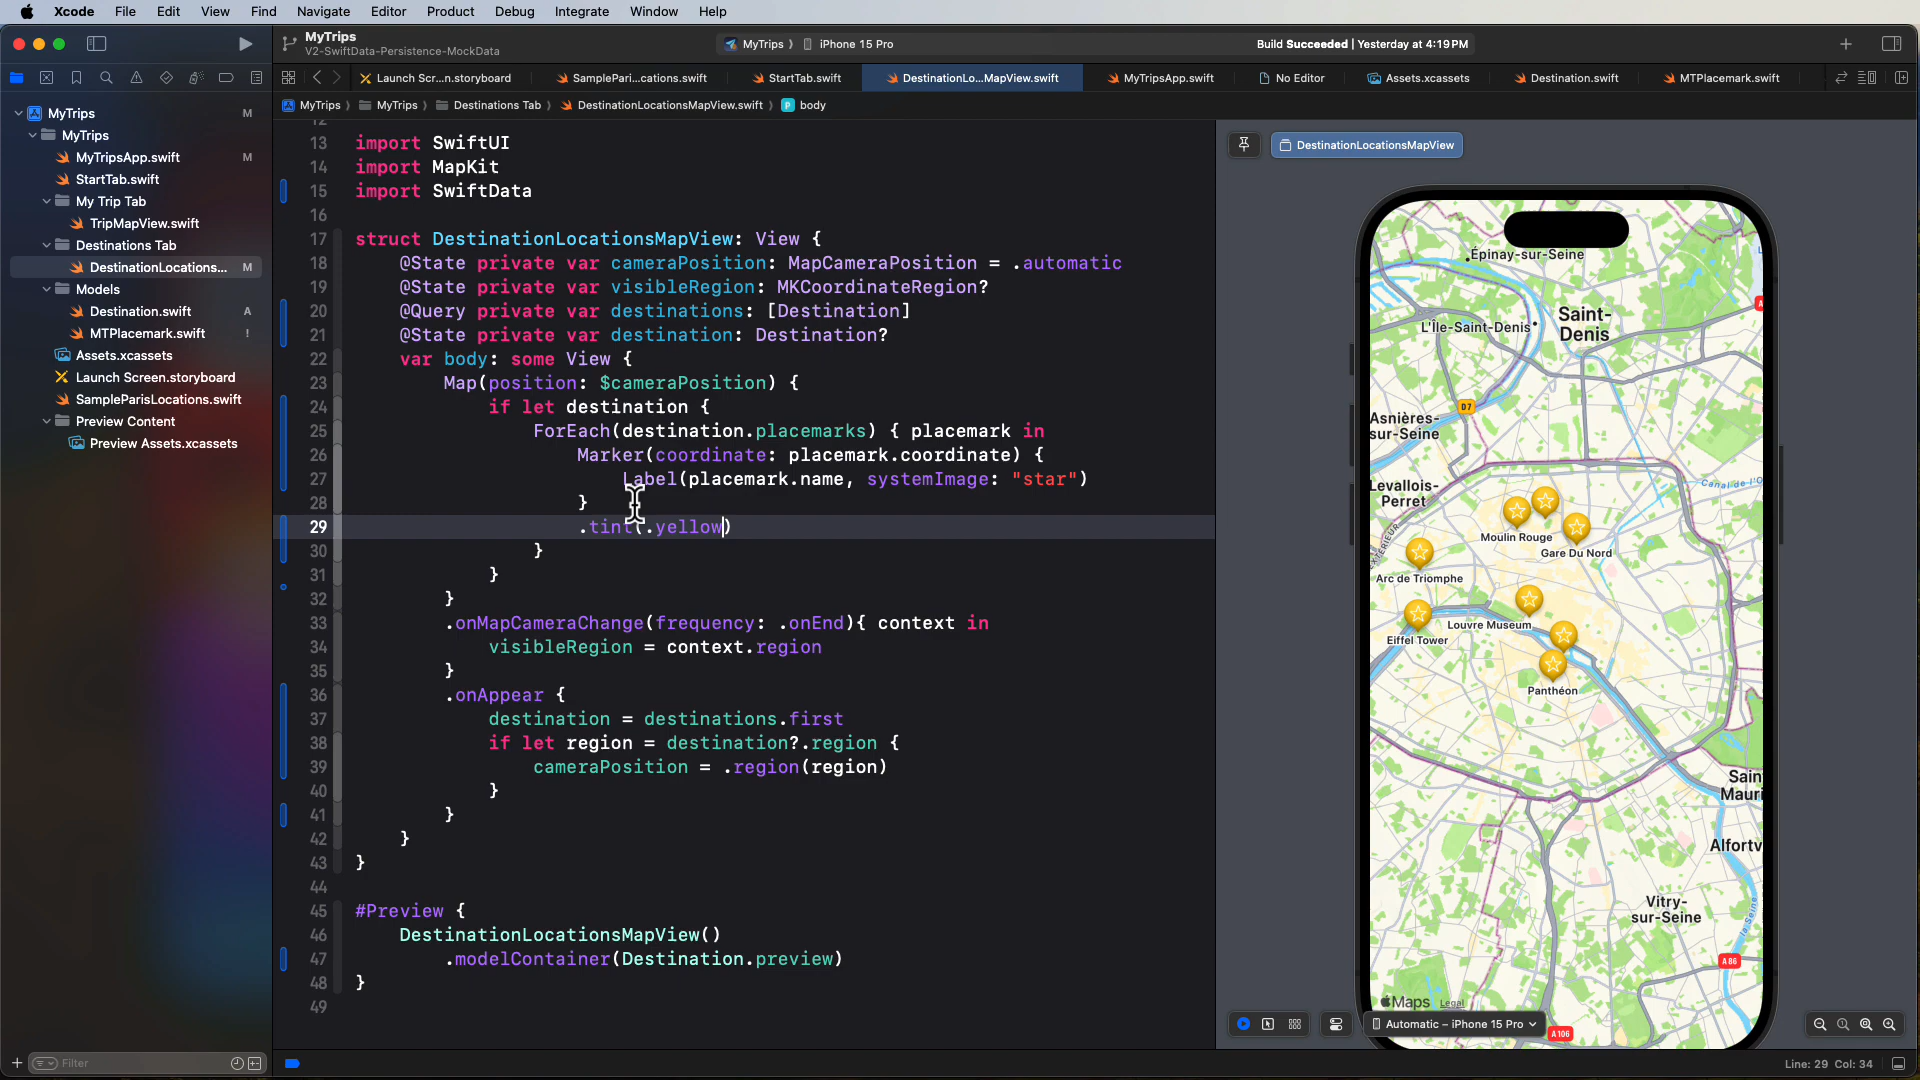 Xcode File Edit View Find Navigate Editor Product Debug Integrate Window Help
MyTrips
V2-SwiftData-Persistence-MockData
MyTrips
iPhone 15 Pro
Build Succeeded | Yesterday at 4:19 PM
Launch Scr...n.storyboard
SamplePari...cations.swift
StartTab.swift
DestinationLo...MapView.swift
MyTripsApp.swift
No Editor
Assets.xcassets
Destination.swift
MTPlacemark.swift
MyTrips
MyTrips
Destinations Tab
DestinationLocationsMapView.swift
P body
MyTrips M
MyTrips
MyTripsApp.swift M
StartTab.swift
My Trip Tab
TripMapView.swift
Destinations Tab
DestinationLocations... M
Models
Destination.swift A
MTPlacemark.swift !
Assets.xcassets
Launch Screen.storyboard
SampleParisLocations.swift
Preview Content
Preview Assets.xcassets
Filter
12
13 import SwiftUI
14 import MapKit
15 import SwiftData
16
17 struct DestinationLocationsMapView: View {
18 @State private var cameraPosition: MapCameraPosition = .automatic
19 @State private var visibleRegion: MKCoordinateRegion?
20 @Query private var destinations: [Destination]
21 @State private var destination: Destination?
22 var body: some View {
23 Map(position: $cameraPosition) {
24 if let destination {
25 ForEach(destination.placemarks) { placemark in
26 Marker(coordinate: placemark.coordinate) {
27 Label(placemark.name, systemImage: "star")
28 }
29 .tint(.yellow)
30 }
31 }
32 }
33 .onMapCameraChange(frequency: .onEnd){ context in
34 visibleRegion = context.region
35 }
36 .onAppear {
37 destination = destinations.first
38 if let region = destination?.region {
39 cameraPosition = .region(region)
40 }
41 }
42 }
43 }
44
45 #Preview {
46 DestinationLocationsMapView()
47 .modelContainer(Destination.preview)
48 }
49
DestinationLocationsMapView
Épinay-sur-Seine
Saint-
Denis
L'Île-Saint-Denis
D7
Asnières-
sur-Seine
Levallois-
Perret
Canal de l'O
Moulin Rouge
Gare Du Nord
Arc de Triomphe
Louvre Museum
Eiffel Tower
Panthéon
Sain
Mauri
Alfortv
Vitry-
sur-Seine
la Seine
A86
Maps Legal
A106
Automatic – iPhone 15 Pro
Line: 29 Col: 34